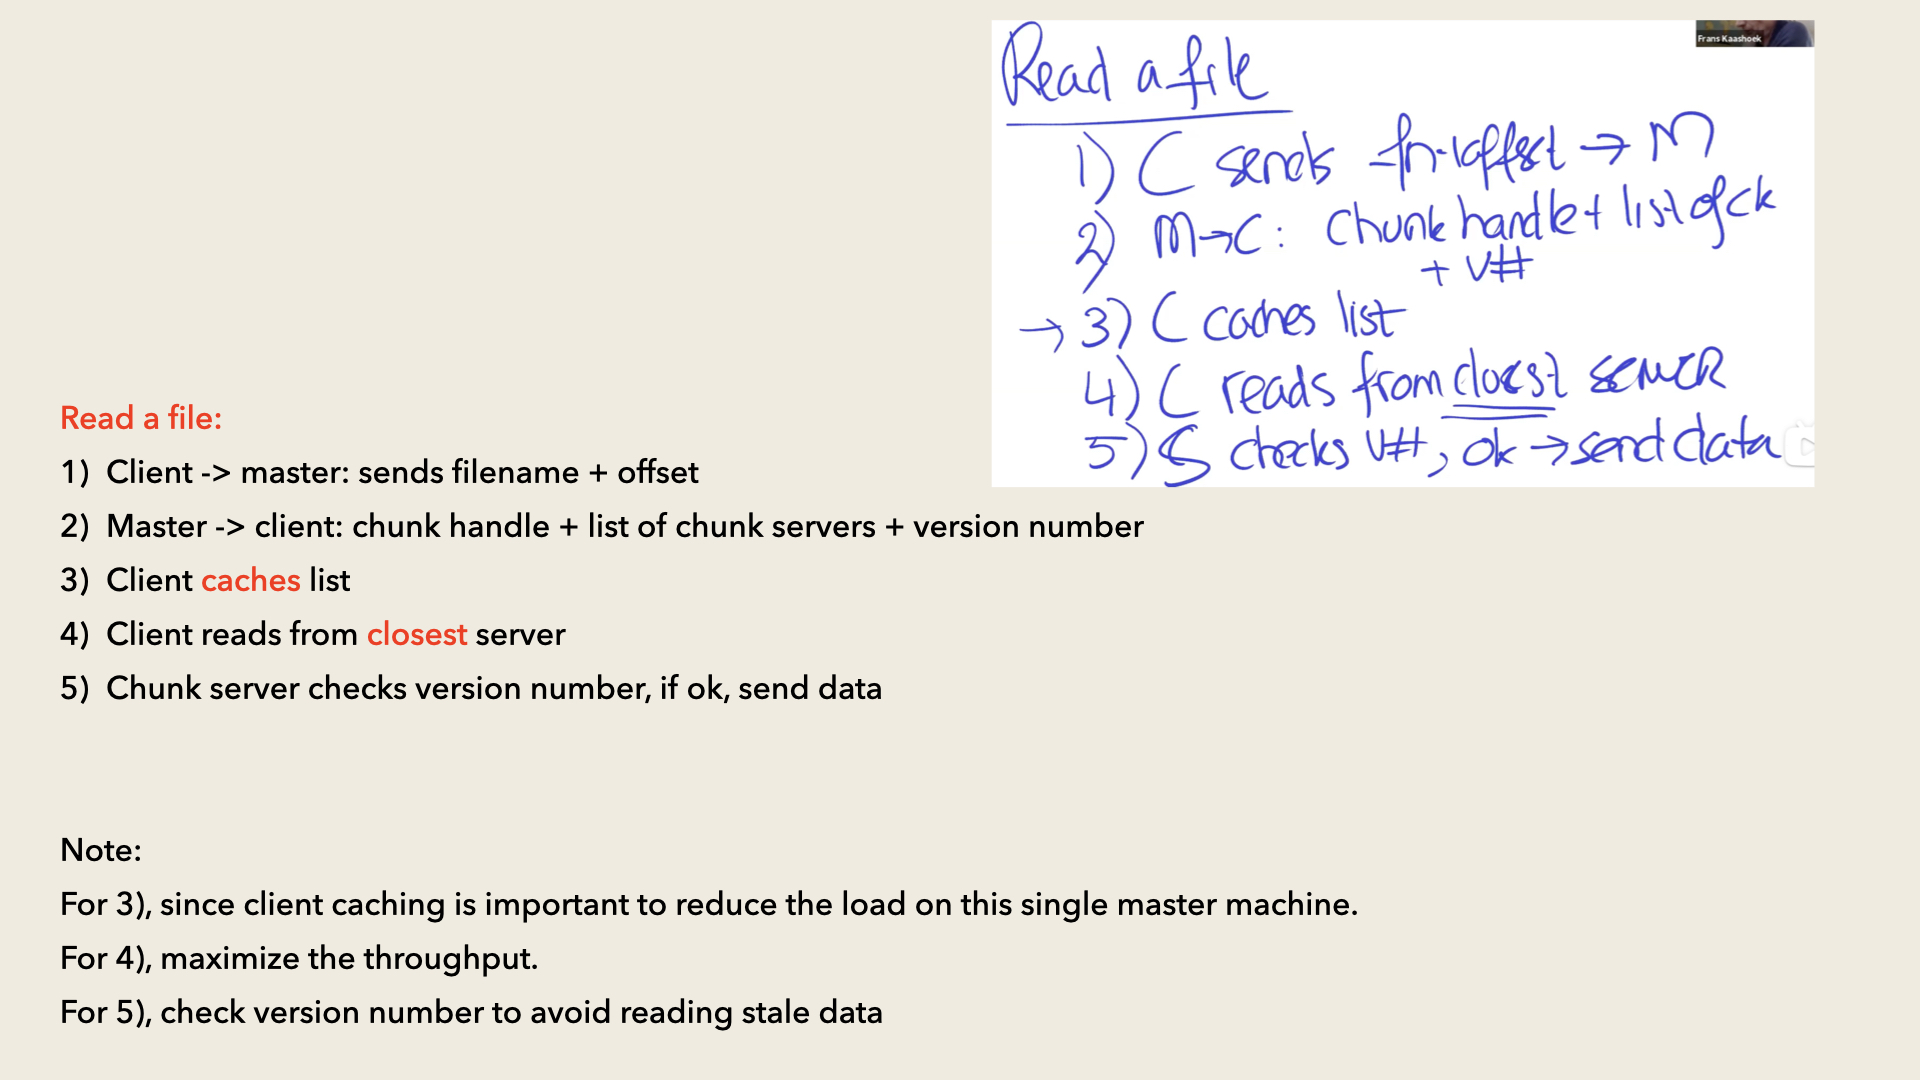 Frans Kaashoek
Read a file
1) C sends fn+offset → M
2) M→C: chunk handle + list of ck
+ V#
→ 3) C caches list
4) C reads from closest server
5) S checks V#, ok → send data
Read a file:
1) Client -> master: sends filename + offset
2) Master -> client: chunk handle + list of chunk servers + version number
3) Client caches list
4) Client reads from closest server
5) Chunk server checks version number, if ok, send data
Note:
For 3), since client caching is important to reduce the load on this single master machine.
For 4), maximize the throughput.
For 5), check version number to avoid reading stale data